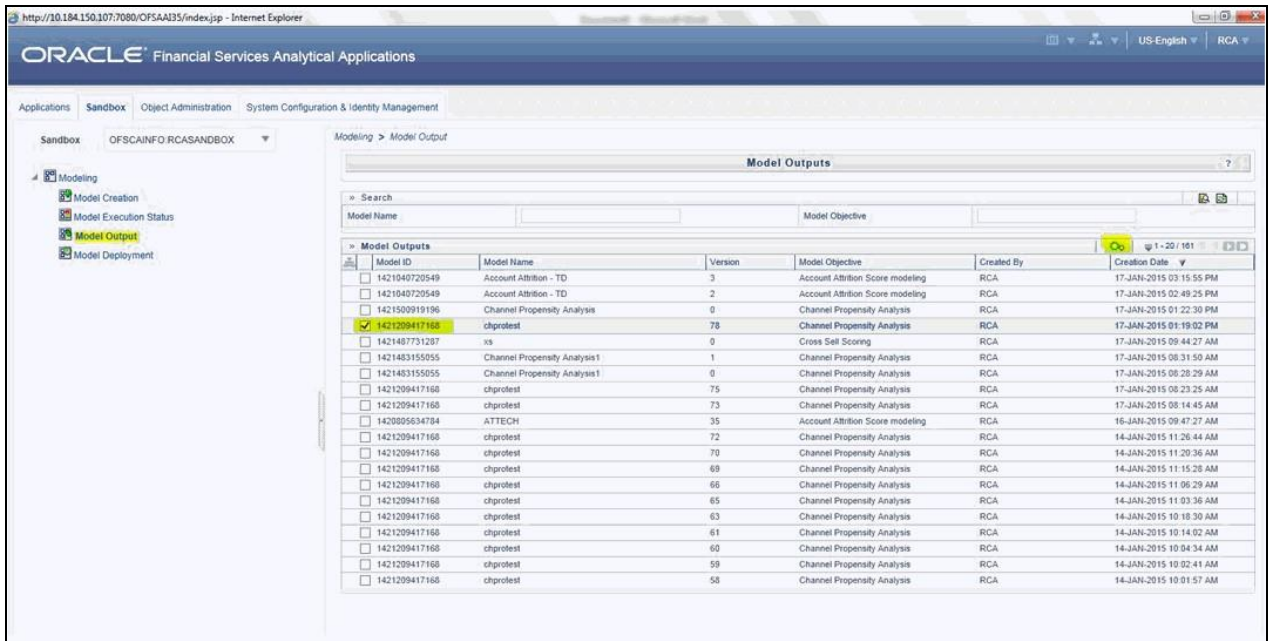 http://10.184.150.107:7080/OFSAAI35/index.jsp - Internet Explorer
ORACLE Financial Services Analytical Applications
US-English
RCA
Applications Sandbox Object Administration System Configuration & Identity Management
Sandbox OFSCAINFO:RCASANDBOX
Modeling
Model Creation
Model Execution Status
Model Output
Model Deployment
Modeling > Model Output
Model Outputs ?
» Search
Model Name Model Objective
» Model Outputs 1 - 20 / 161
Model ID Model Name Version Model Objective Created By Creation Date
1421040720549 Account Attrition - TD 3 Account Attrition Score modeling RCA 17-JAN-2015 03:15:55 PM
1421040720549 Account Attrition - TD 2 Account Attrition Score modeling RCA 17-JAN-2015 02:49:25 PM
1421500919196 Channel Propensity Analysis 0 Channel Propensity Analysis RCA 17-JAN-2015 01:22:30 PM
1421209417168 chprotest 78 Channel Propensity Analysis RCA 17-JAN-2015 01:19:02 PM
1421487731287 xs 0 Cross Sell Scoring RCA 17-JAN-2015 09:44:27 AM
1421483155055 Channel Propensity Analysis1 1 Channel Propensity Analysis RCA 17-JAN-2015 08:31:50 AM
1421483155055 Channel Propensity Analysis1 0 Channel Propensity Analysis RCA 17-JAN-2015 08:28:29 AM
1421209417168 chprotest 75 Channel Propensity Analysis RCA 17-JAN-2015 08:23:25 AM
1421209417168 chprotest 73 Channel Propensity Analysis RCA 17-JAN-2015 08:14:45 AM
1420805634784 ATTECH 35 Account Attrition Score modeling RCA 16-JAN-2015 09:47:27 AM
1421209417168 chprotest 72 Channel Propensity Analysis RCA 14-JAN-2015 11:26:44 AM
1421209417168 chprotest 70 Channel Propensity Analysis RCA 14-JAN-2015 11:20:36 AM
1421209417168 chprotest 69 Channel Propensity Analysis RCA 14-JAN-2015 11:15:28 AM
1421209417168 chprotest 66 Channel Propensity Analysis RCA 14-JAN-2015 11:06:29 AM
1421209417168 chprotest 65 Channel Propensity Analysis RCA 14-JAN-2015 11:03:36 AM
1421209417168 chprotest 63 Channel Propensity Analysis RCA 14-JAN-2015 10:18:30 AM
1421209417168 chprotest 61 Channel Propensity Analysis RCA 14-JAN-2015 10:14:02 AM
1421209417168 chprotest 60 Channel Propensity Analysis RCA 14-JAN-2015 10:04:34 AM
1421209417168 chprotest 59 Channel Propensity Analysis RCA 14-JAN-2015 10:02:41 AM
1421209417168 chprotest 58 Channel Propensity Analysis RCA 14-JAN-2015 10:01:57 AM